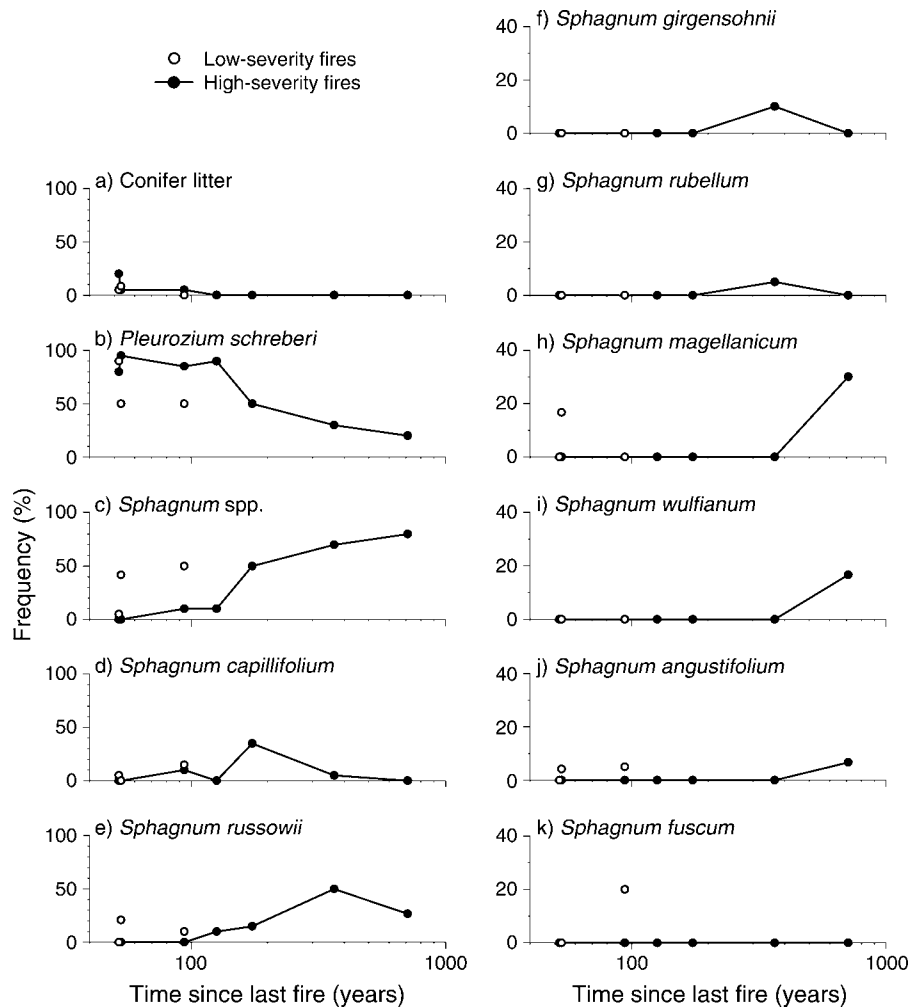 Low-severity fires
High-severity fires
a) Conifer litter
100
50
0
b) Pleurozium schreberi
100
50
0
c) Sphagnum spp.
100
50
0
d) Sphagnum capillifolium
100
50
0
e) Sphagnum russowii
100
50
0
100
1000
Time since last fire (years)
Frequency (%)
f) Sphagnum girgensohnii
40
20
0
g) Sphagnum rubellum
40
20
0
h) Sphagnum magellanicum
40
20
0
i) Sphagnum wulfianum
40
20
0
j) Sphagnum angustifolium
40
20
0
k) Sphagnum fuscum
40
20
0
100
1000
Time since last fire (years)